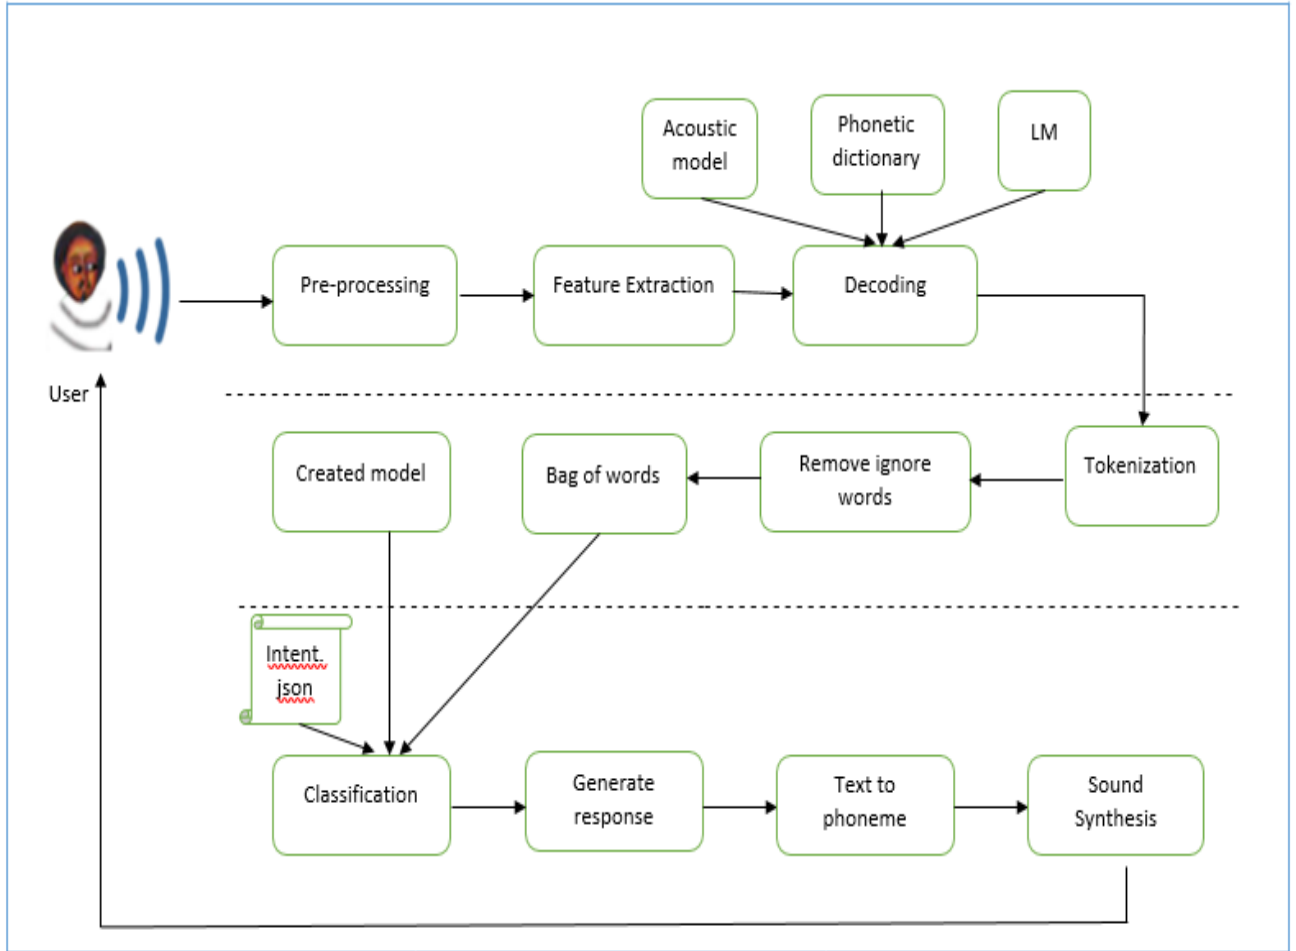 Acoustic
model
Phonetic
dictionary
LM
Pre-processing
Feature Extraction
Decoding
User
Created model
Bag of words
Remove ignore
words
Tokenization
Intent.
json
Classification
Generate
response
Text to
phoneme
Sound
Synthesis